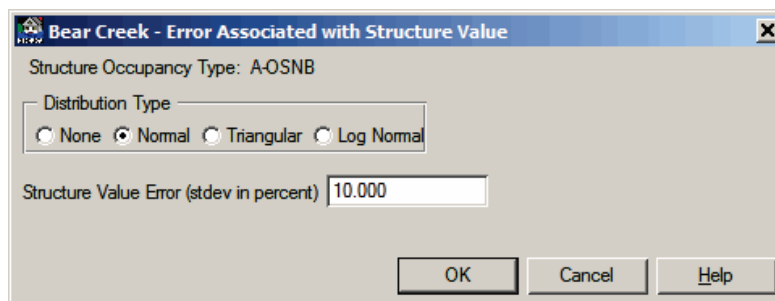 Bear Creek - Error Associated with Structure Value
Structure Occupancy Type: A-OSNB
Distribution Type
None Normal Triangular Log Normal
Structure Value Error (stdev in percent) 10.000
OK Cancel Help